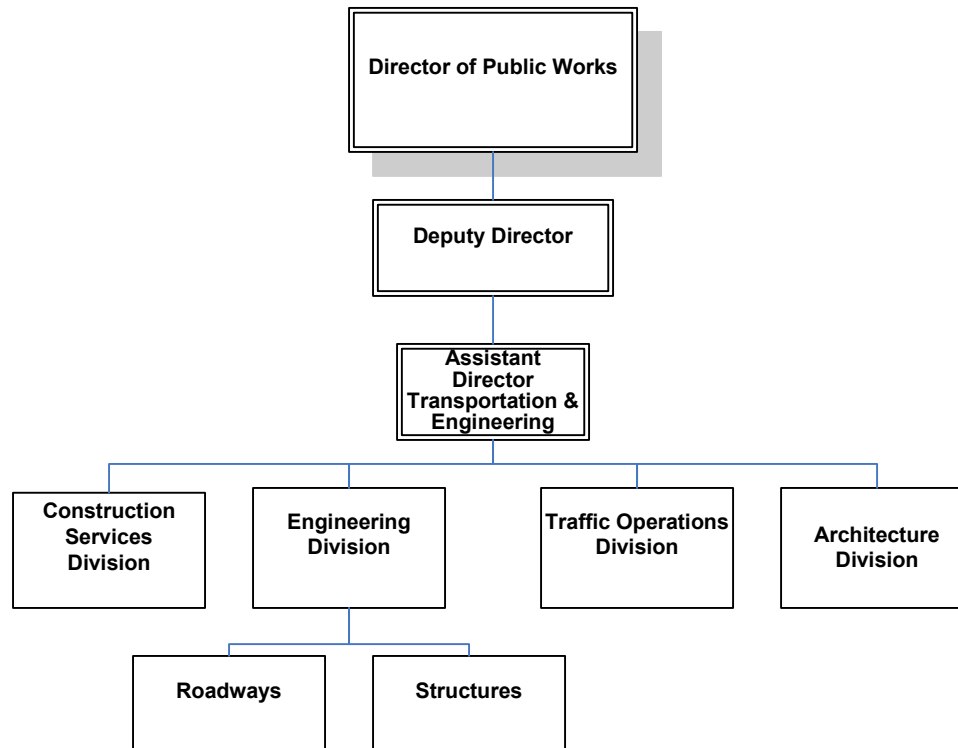 Director of Public Works
Deputy Director
Assistant
Director
Transportation &
Engineering
Construction
Services
Division
Engineering
Division
Traffic Operations
Division
Architecture
Division
Roadways
Structures